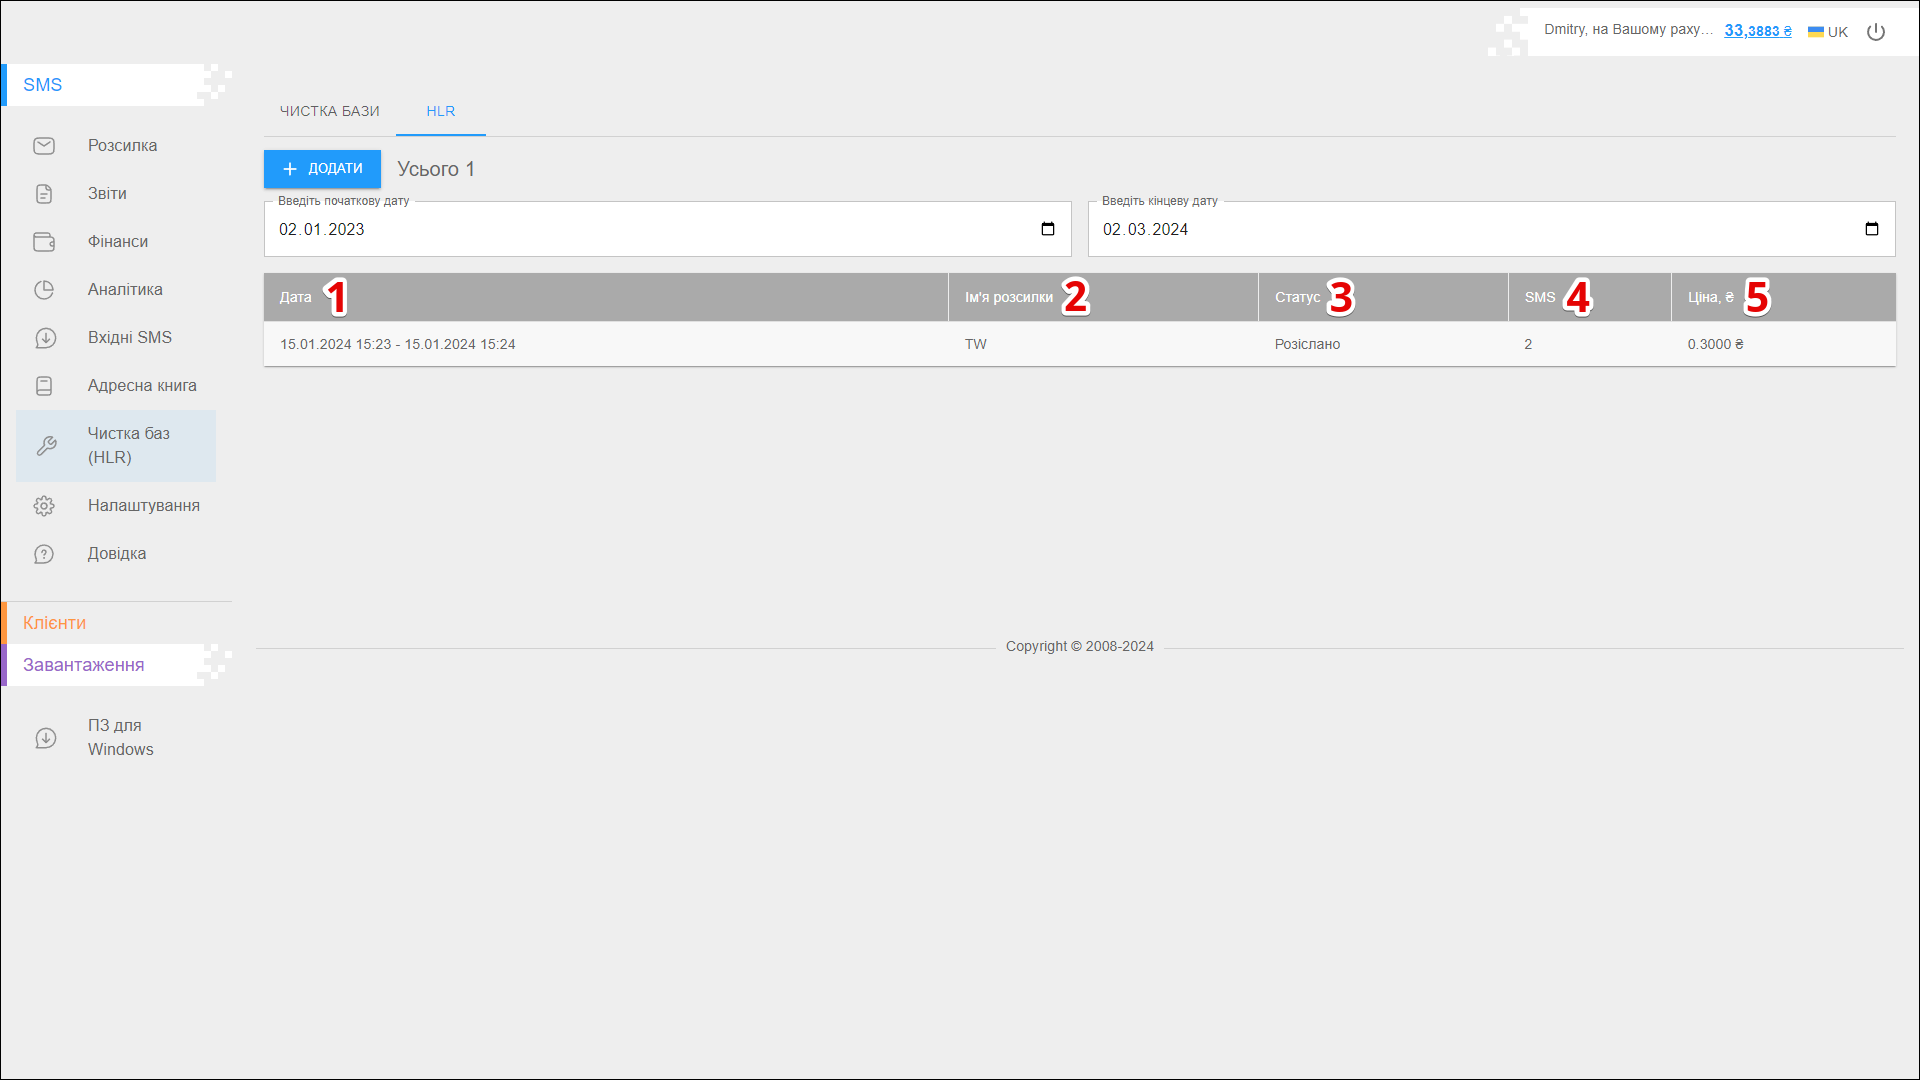 Dmitry, на Вашому раху... 33,3883 ₴ UK
SMS
Розсилка
Звіти
Фінанси
Аналітика
Вхідні SMS
Адресна книга
Чистка баз
(HLR)
Налаштування
Довідка
Клієнти
Завантаження
ПЗ для
Windows
ЧИСТКА БАЗИ HLR
ДОДАТИ Усього 1
Введіть початкову дату
02.01.2023
Введіть кінцеву дату
02.03.2024
Дата 1 Ім'я розсилки 2 Статус 3 SMS 4 Ціна, ₴ 5
15.01.2024 15:23 - 15.01.2024 15:24 TW Розіслано 2 0.3000 ₴
Copyright © 2008-2024